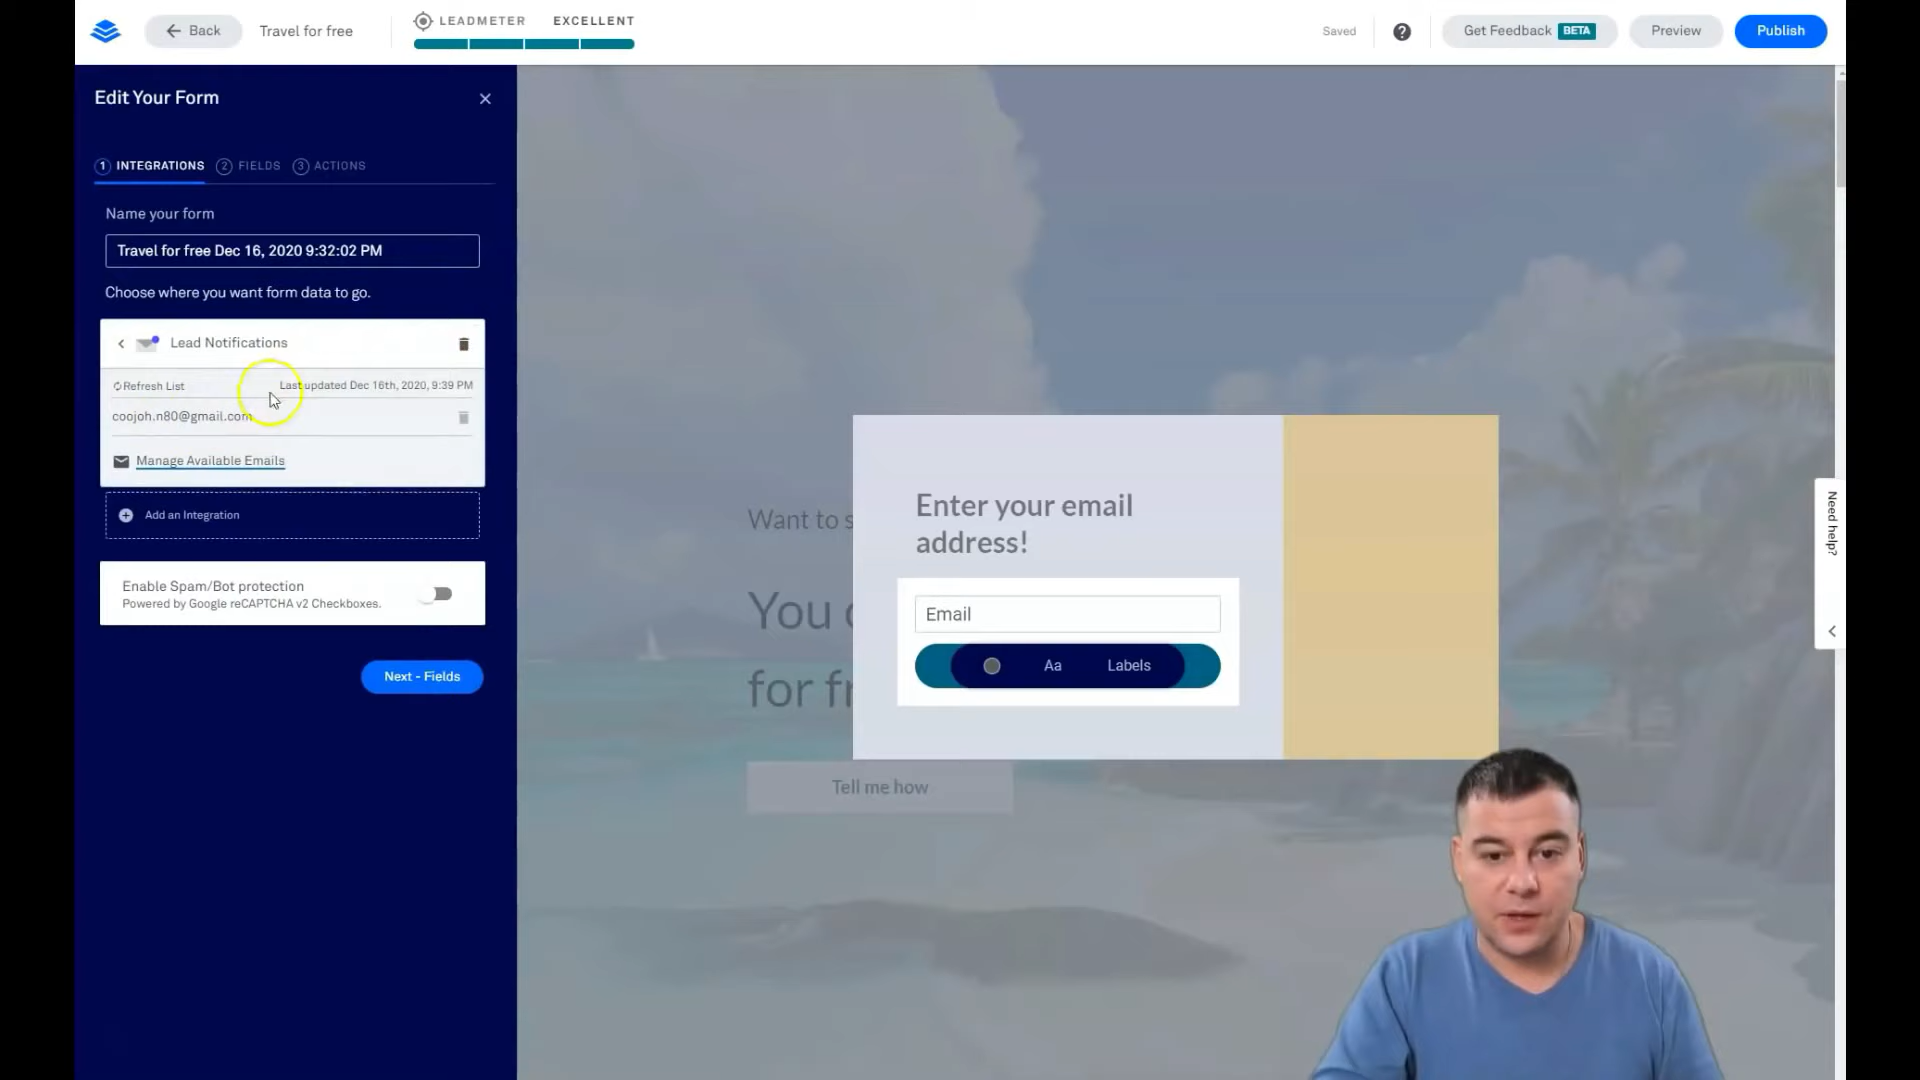 Back
Travel for free
LEADMETER EXCELLENT
Saved
?
Get Feedback BETA
Preview
Publish
Edit Your Form
1 INTEGRATIONS 2 FIELDS 3 ACTIONS
Name your form
Travel for free Dec 16, 2020 9:32:02 PM
Choose where you want form data to go.
Lead Notifications
Refresh List Last updated Dec 16th, 2020, 9:39 PM
coojoh.n80@gmail.com
Manage Available Emails
Add an Integration
Enable Spam/Bot protection
Powered by Google reCAPTCHA v2 Checkboxes.
Next - Fields
Want to s
You
for fr
Tell me how
Enter your email
address!
Email
Aa Labels
Need help?